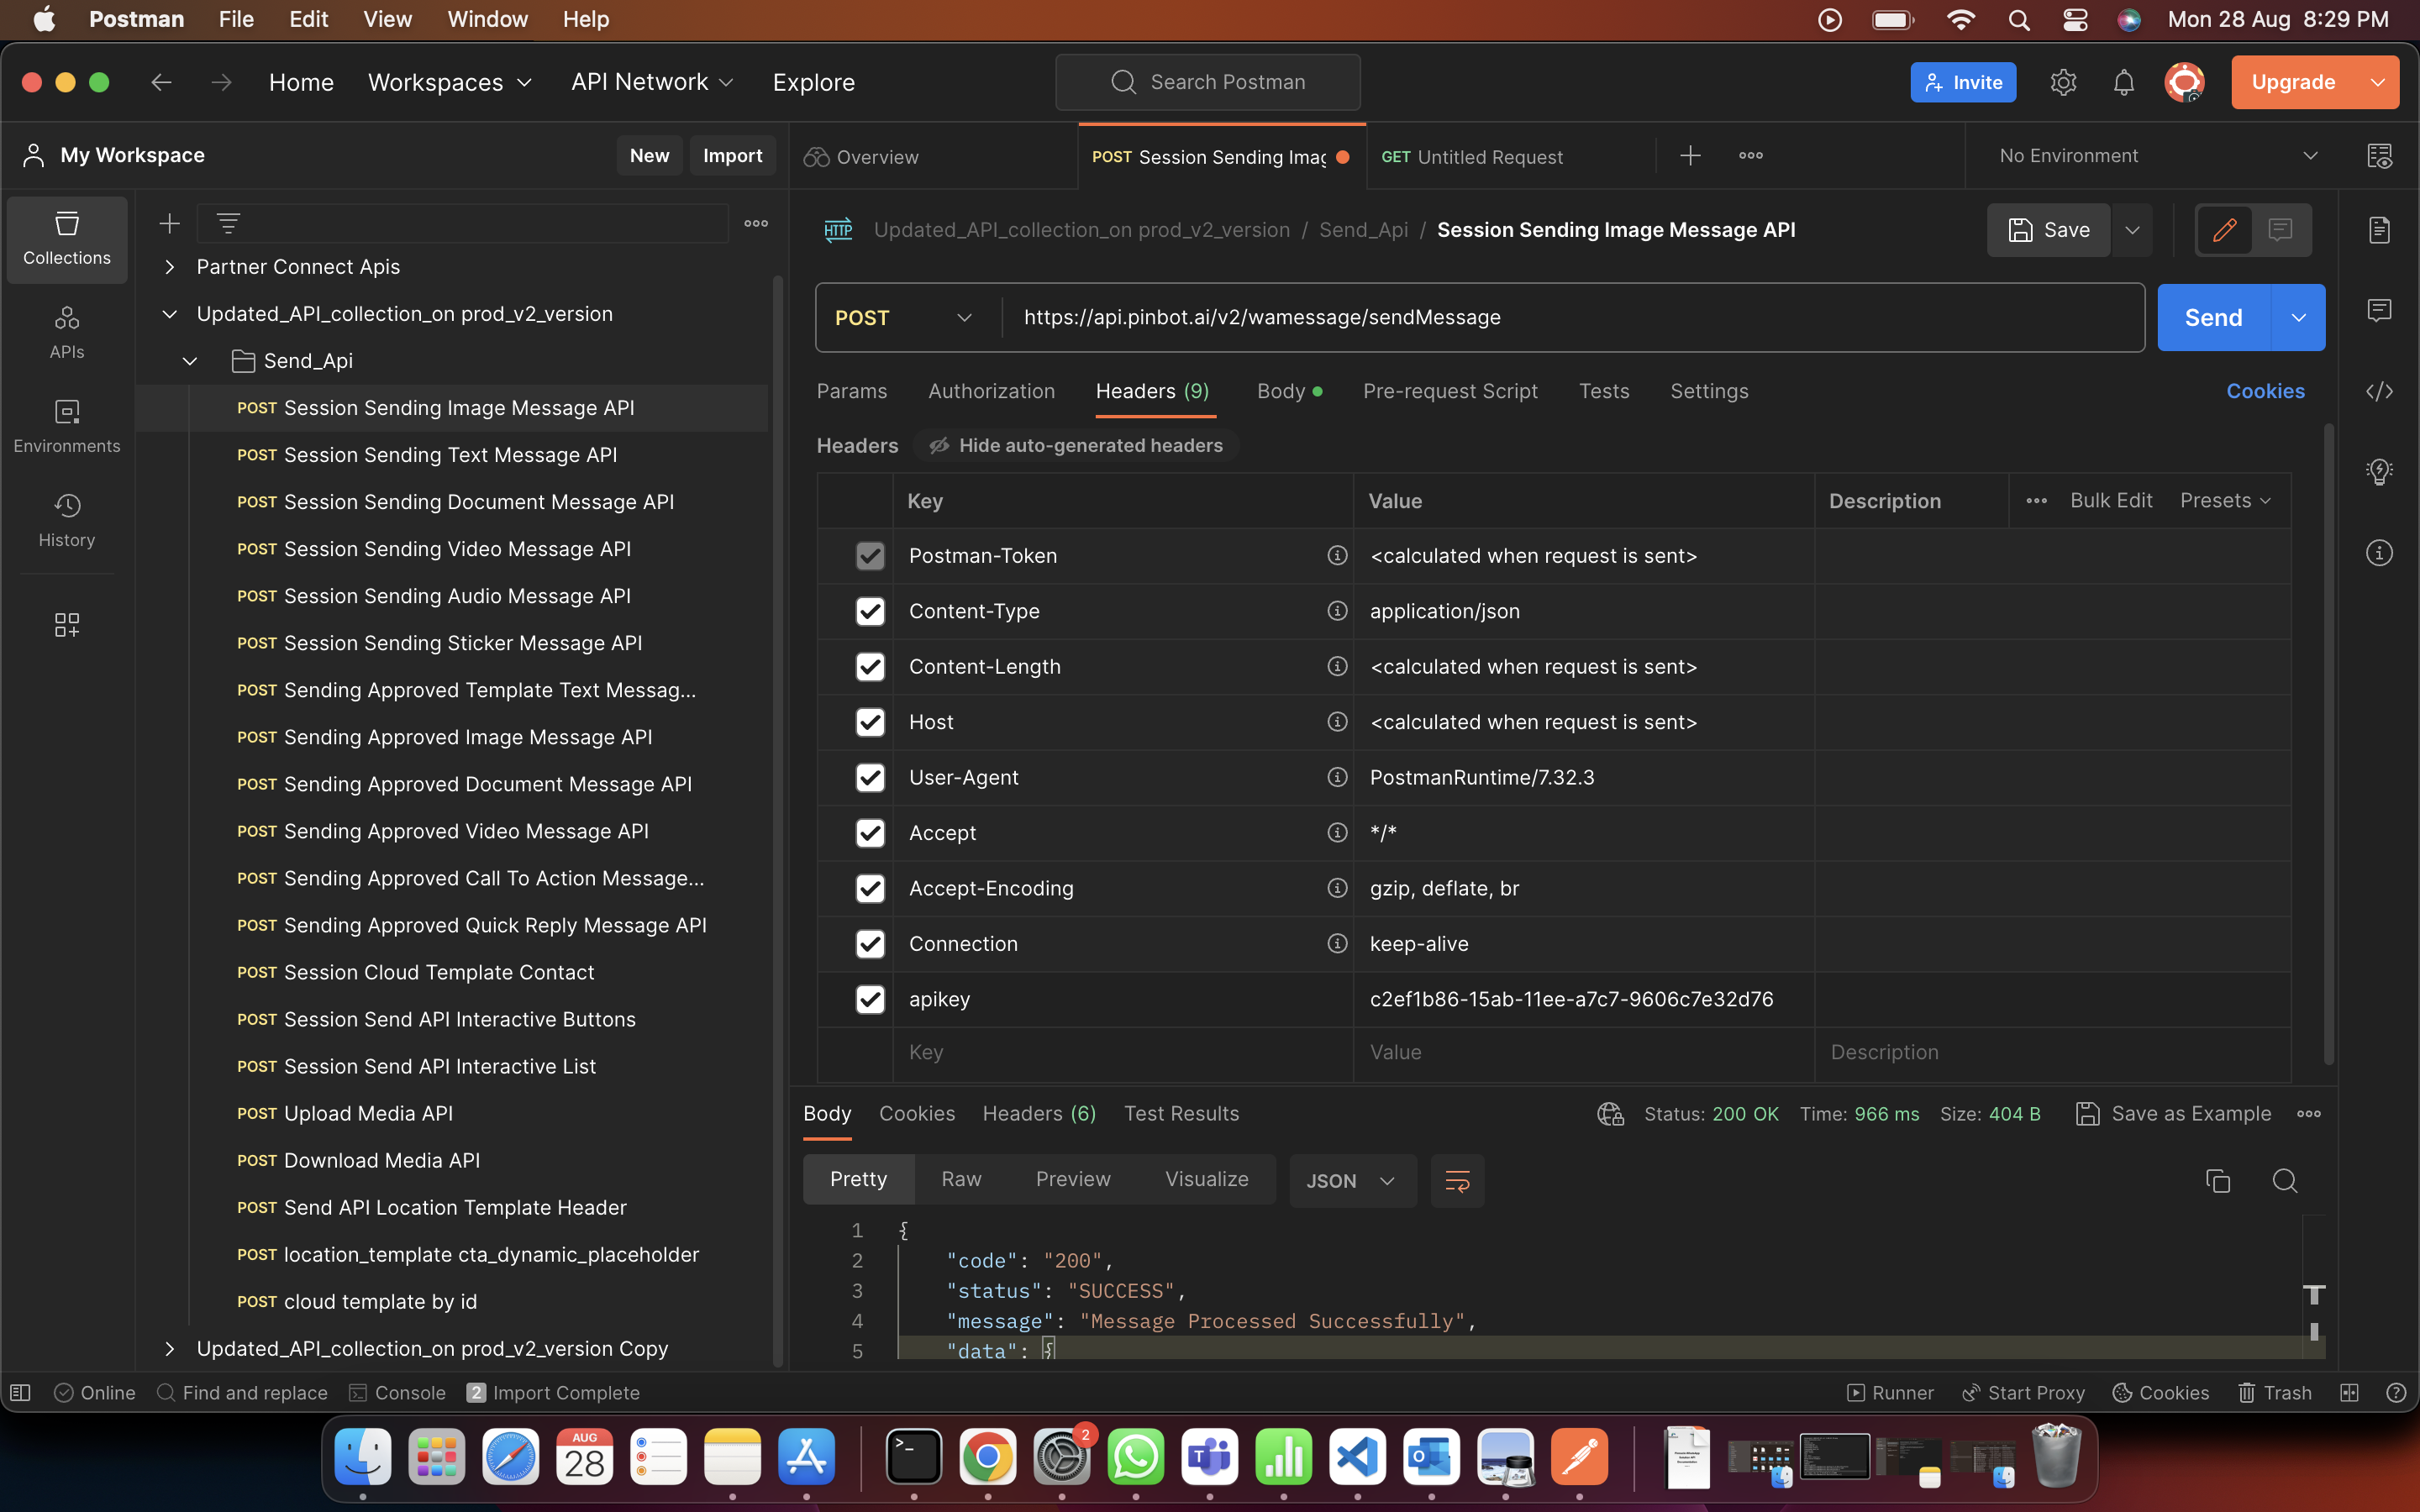 Postman File Edit View Window Help
Mon 28 Aug 8:29 PM
Home Workspaces API Network Explore
Search Postman
Invite
Upgrade
My Workspace
New Import
Overview
POST Session Sending Imag
GET Untitled Request
No Environment
Collections
APIs
Environments
History
Partner Connect Apis
Updated_API_collection_on prod_v2_version
Send_Api
POST Session Sending Image Message API
POST Session Sending Text Message API
POST Session Sending Document Message API
POST Session Sending Video Message API
POST Session Sending Audio Message API
POST Session Sending Sticker Message API
POST Sending Approved Template Text Messag...
POST Sending Approved Image Message API
POST Sending Approved Document Message API
POST Sending Approved Video Message API
POST Sending Approved Call To Action Message...
POST Sending Approved Quick Reply Message API
POST Session Cloud Template Contact
POST Session Send API Interactive Buttons
POST Session Send API Interactive List
POST Upload Media API
POST Download Media API
POST Send API Location Template Header
POST location_template cta_dynamic_placeholder
POST cloud template by id
Updated_API_collection_on prod_v2_version Copy
HTTP Updated_API_collection_on prod_v2_version / Send_Api / Session Sending Image Message API
Save
POST https://api.pinbot.ai/v2/wamessage/sendMessage
Send
Params Authorization Headers (9) Body Pre-request Script Tests Settings Cookies
Headers Hide auto-generated headers
Key Value Description Bulk Edit Presets
Postman-Token <calculated when request is sent>
Content-Type application/json
Content-Length <calculated when request is sent>
Host <calculated when request is sent>
User-Agent PostmanRuntime/7.32.3
Accept */*
Accept-Encoding gzip, deflate, br
Connection keep-alive
apikey c2ef1b86-15ab-11ee-a7c7-9606c7e32d76
Key Value Description
Body Cookies Headers (6) Test Results
Status: 200 OK Time: 966 ms Size: 404 B Save as Example
Pretty Raw Preview Visualize JSON
1 {
2 "code": "200",
3 "status": "SUCCESS",
4 "message": "Message Processed Successfully",
5 "data": {
Online Find and replace Console 2 Import Complete
Runner Start Proxy Cookies Trash
AUG
28
2